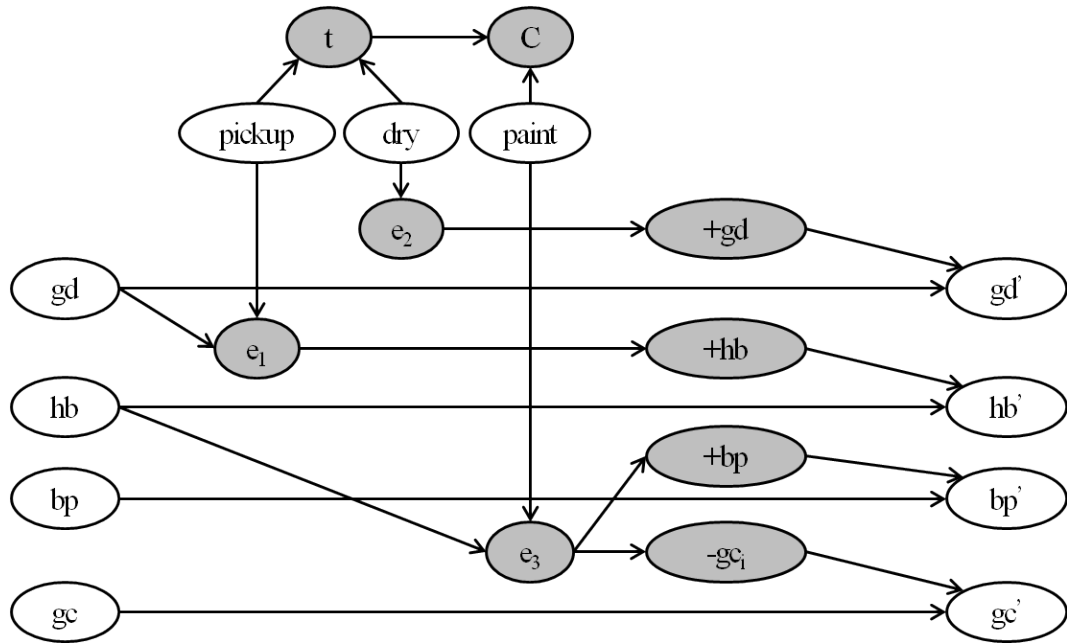 t
C
pickup
dry
paint
e₂
+gd
gd
gd’
e₁
+hb
hb
hb’
+bp
bp
bp’
e₃
-gcᵢ
gc
gc’